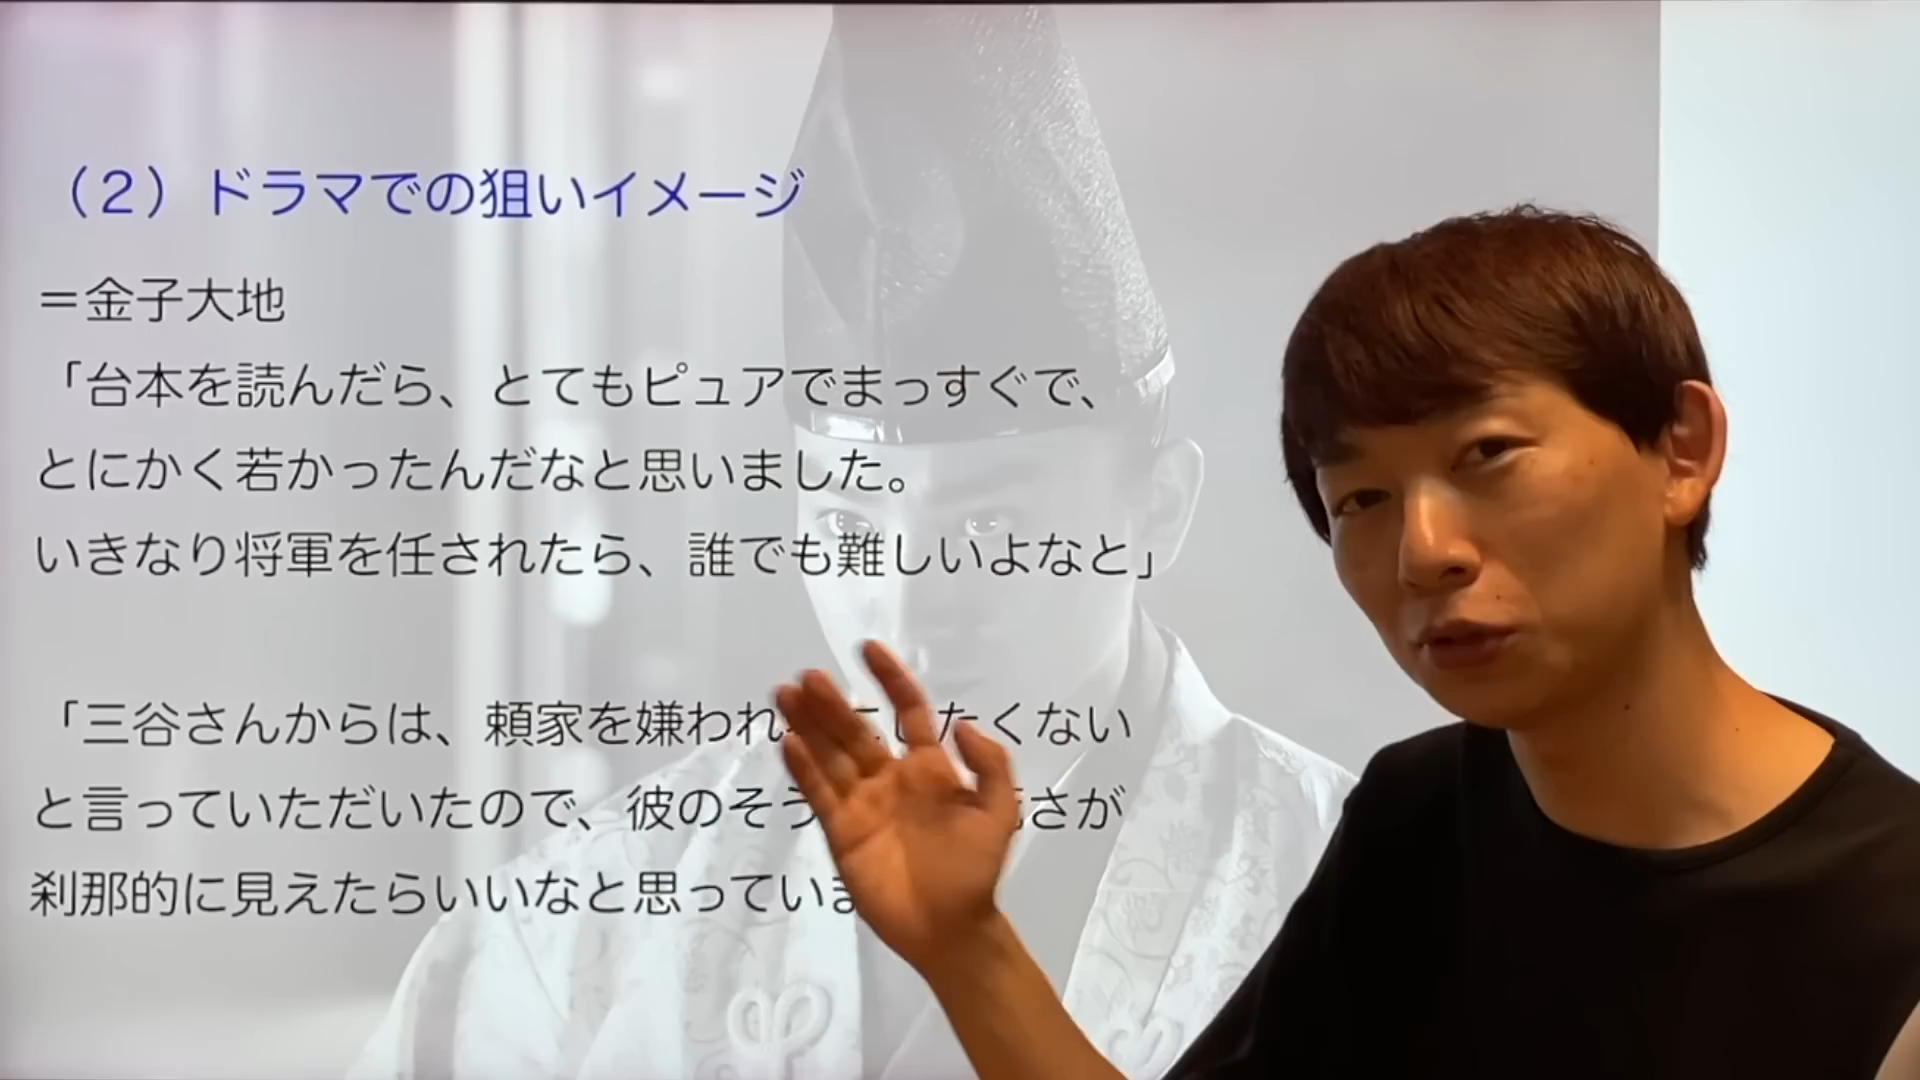 （２）ドラマでの狙いイメージ
＝金子大地
「台本を読んだら、とてもピュアでまっすぐで、
とにかく若かったんだなと思いました。
いきなり将軍を任されたら、誰でも難しいよなと」
「三谷さんからは、頼家を嫌われ したくない
と言っていただいたので、彼のそう さが
刹那的に見えたらいいなと思っていま